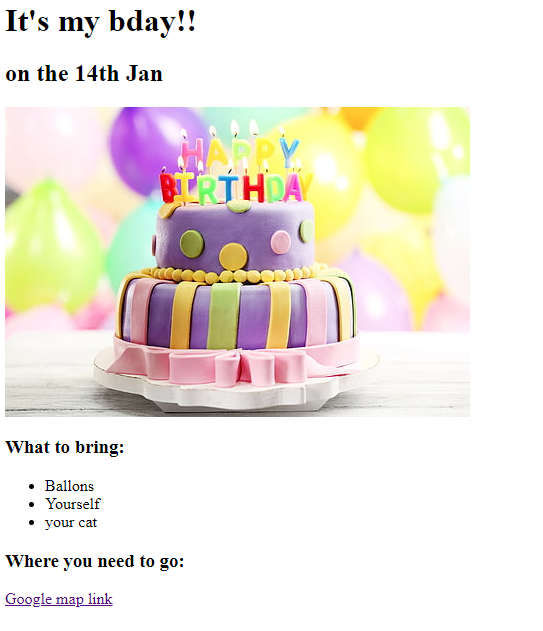 It's my bday!!
on the 14th Jan
HAPPY
BIRTHDAY
What to bring:
Ballons
Yourself
your cat
Where you need to go:
Google map link